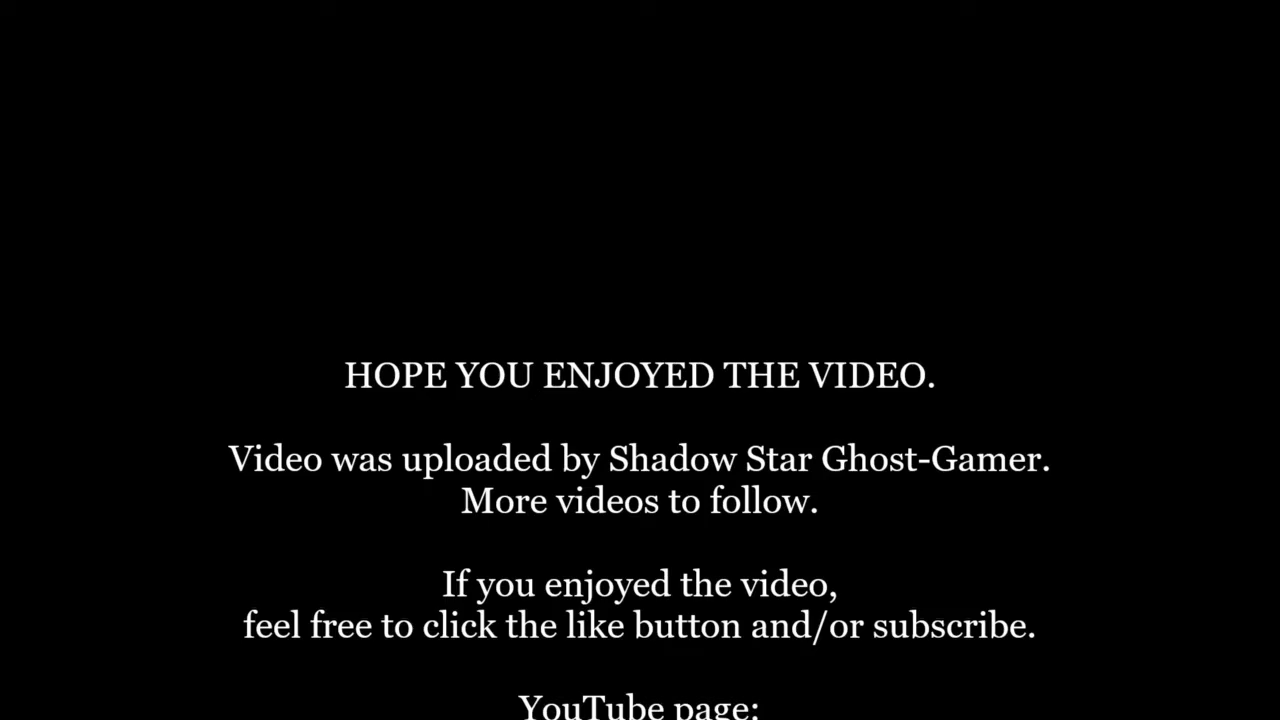 HOPE YOU ENJOYED THE VIDEO.
Video was uploaded by Shadow Star Ghost-Gamer.
More videos to follow.
If you enjoyed the video,
feel free to click the like button and/or subscribe.
YouTube page: